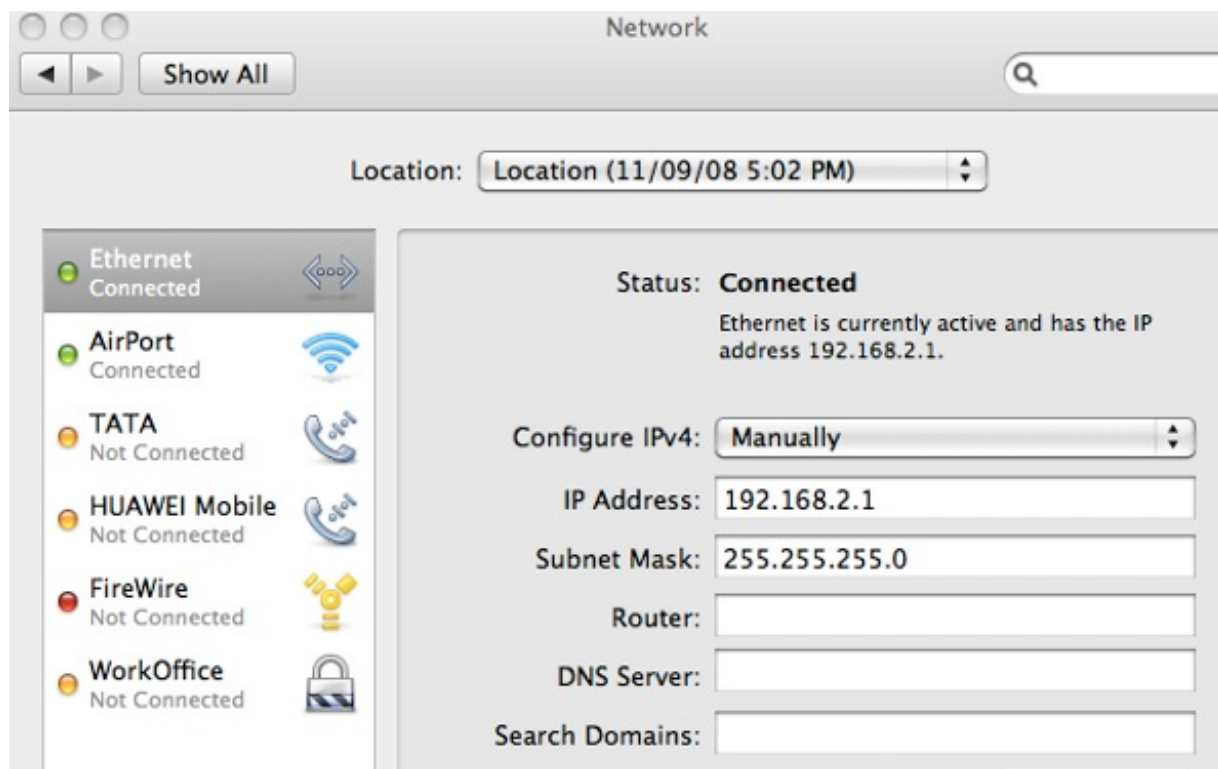 Network
Show All
Location: Location (11/09/08 5:02 PM)
Ethernet
Connected
AirPort
Connected
TATA
Not Connected
HUAWEI Mobile
Not Connected
FireWire
Not Connected
WorkOffice
Not Connected
Status: Connected
Ethernet is currently active and has the IP
address 192.168.2.1.
Configure IPv4: Manually
IP Address: 192.168.2.1
Subnet Mask: 255.255.255.0
Router:
DNS Server:
Search Domains: